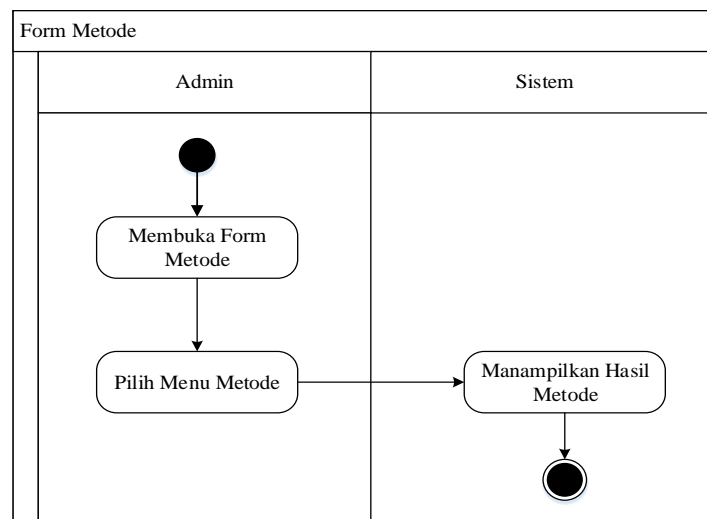 Form Metode
Admin
Sistem
Membuka Form
Metode
Pilih Menu Metode
Manampilkan Hasil
Metode